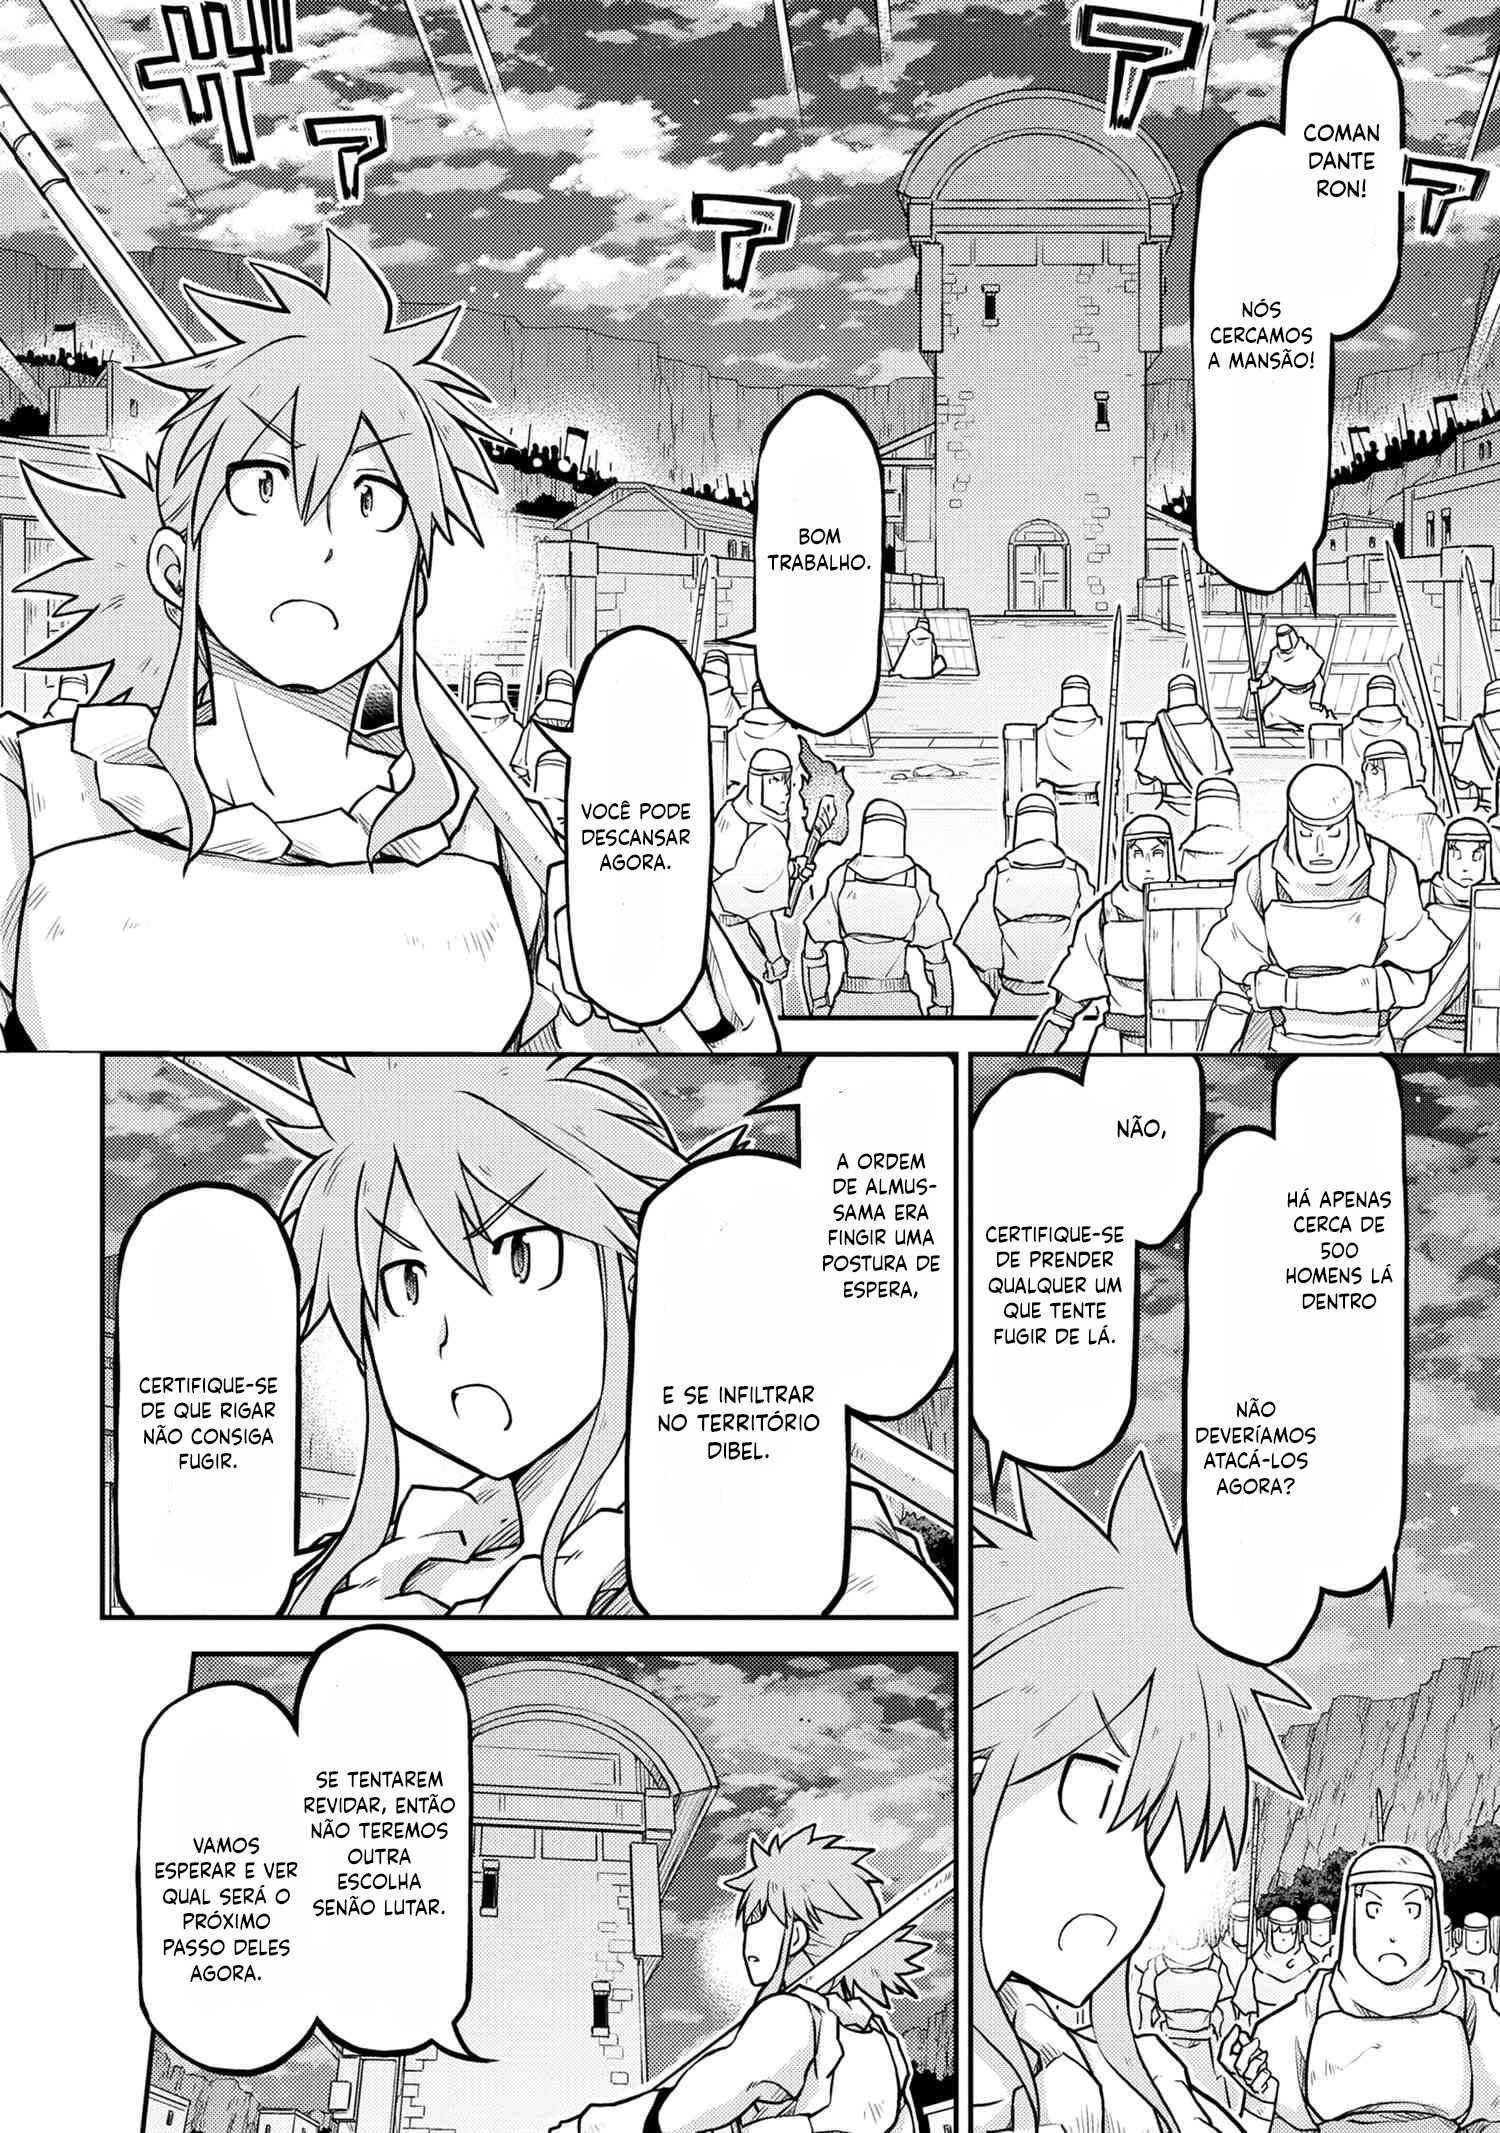 COMAN
DANTE
RON!
NÓS
CERCAMOS
A MANSÃO!
BOM
TRABALHO.
VOCÊ PODE
DESCANSAR
AGORA.
HÁ APENAS
CERCA DE
500
HOMENS LÁ
DENTRO
NÃO
DEVERÍAMOS
ATACÁ-LOS
AGORA?
NÃO,
CERTIFIQUE-SE
DE PRENDER
QUALQUER UM
QUE TENTE
FUGIR DE LÁ.
A ORDEM
DE ALMUS-
SAMA ERA
FINGIR UMA
POSTURA DE
ESPERA,
E SE INFILTRAR
NO TERRITÓRIO
DIBEL.
CERTIFIQUE-SE
DE QUE RIGAR
NÃO CONSIGA
FUGIR.
SE TENTAREM
REVIDAR, ENTÃO
NÃO TEREMOS
OUTRA
ESCOLHA
SENÃO LUTAR.
VAMOS
ESPERAR E VER
QUAL SERÁ O
PRÓXIMO
PASSO DELES
AGORA.